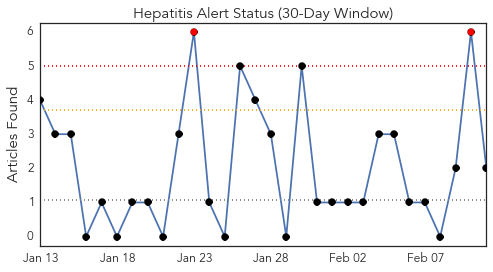 Hepatitis Alert Status (30-Day Window)
Articles Found
6
5
4
3
2
1
0
Jan 13
Jan 18
Jan 23
Jan 28
Feb 02
Feb 07